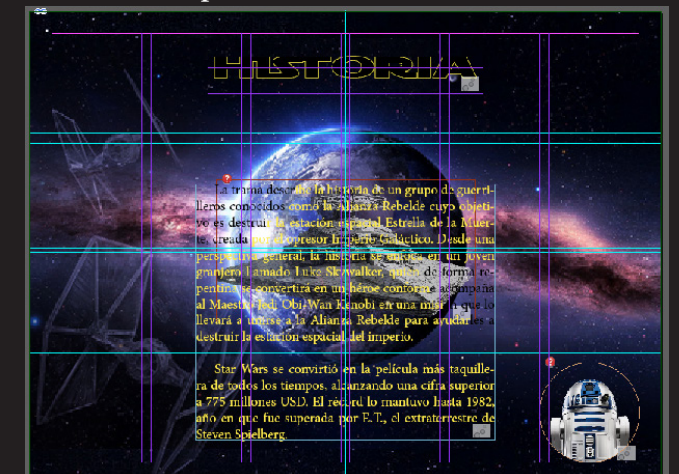 HISTORIA
La trama describe la historia de un grupo de guerri-
lleros conocidos como la Alianza Rebelde cuyo objeti-
vo es destruir la estación espacial Estrella de la Muer-
te, creada por el opresor Imperio Galáctico. Desde una
perspectiva general, la historia se enfoca en un joven
granjero llamado Luke Skywalker, quien de forma re-
pentina se convertirá en un héroe conforme acompaña
al Maestro Jedi Obi-Wan Kenobi en una misión que lo
llevará a unirse a la Alianza Rebelde para ayudarles a
destruir la estación espacial del imperio.
Star Wars se convirtió en la película más taquille-
ra de todos los tiempos, alcanzando una cifra superior
a 775 millones USD. El récord lo mantuvo hasta 1982,
año en que fue superada por E.T., el extraterrestre de
Steven Spielberg.